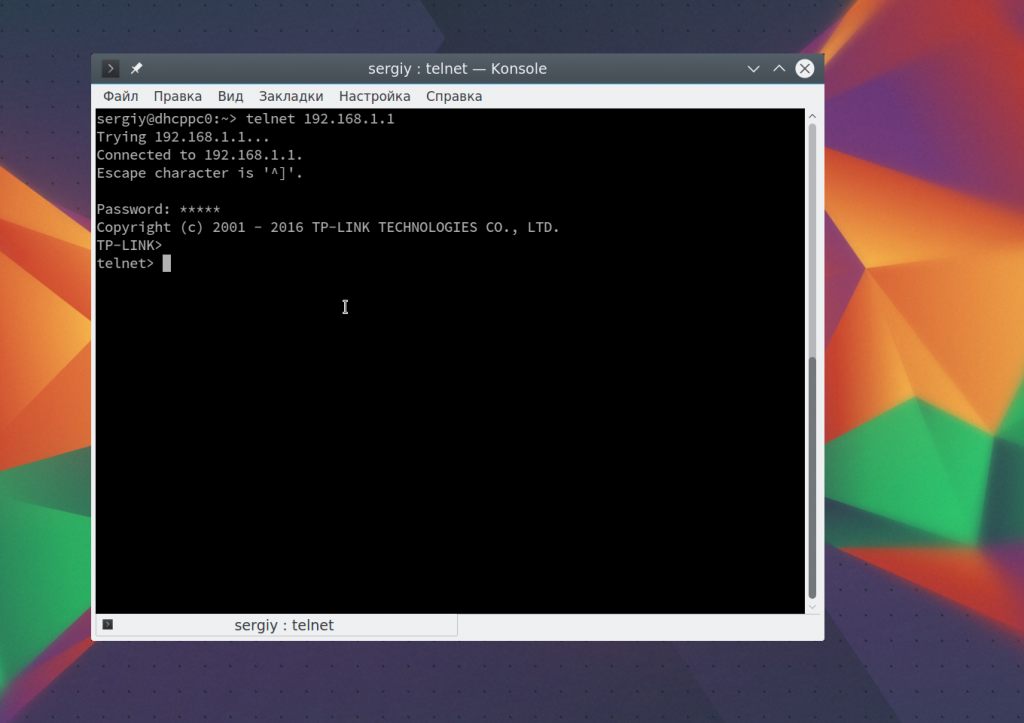 sergiy : telnet — Konsole
Файл Правка Вид Закладки Настройка Справка
sergiy@dhcppc0:~> telnet 192.168.1.1
Trying 192.168.1.1...
Connected to 192.168.1.1.
Escape character is '^]'.
Password: *****
Copyright (c) 2001 - 2016 TP-LINK TECHNOLOGIES CO., LTD.
TP-LINK>
telnet>
sergiy : telnet